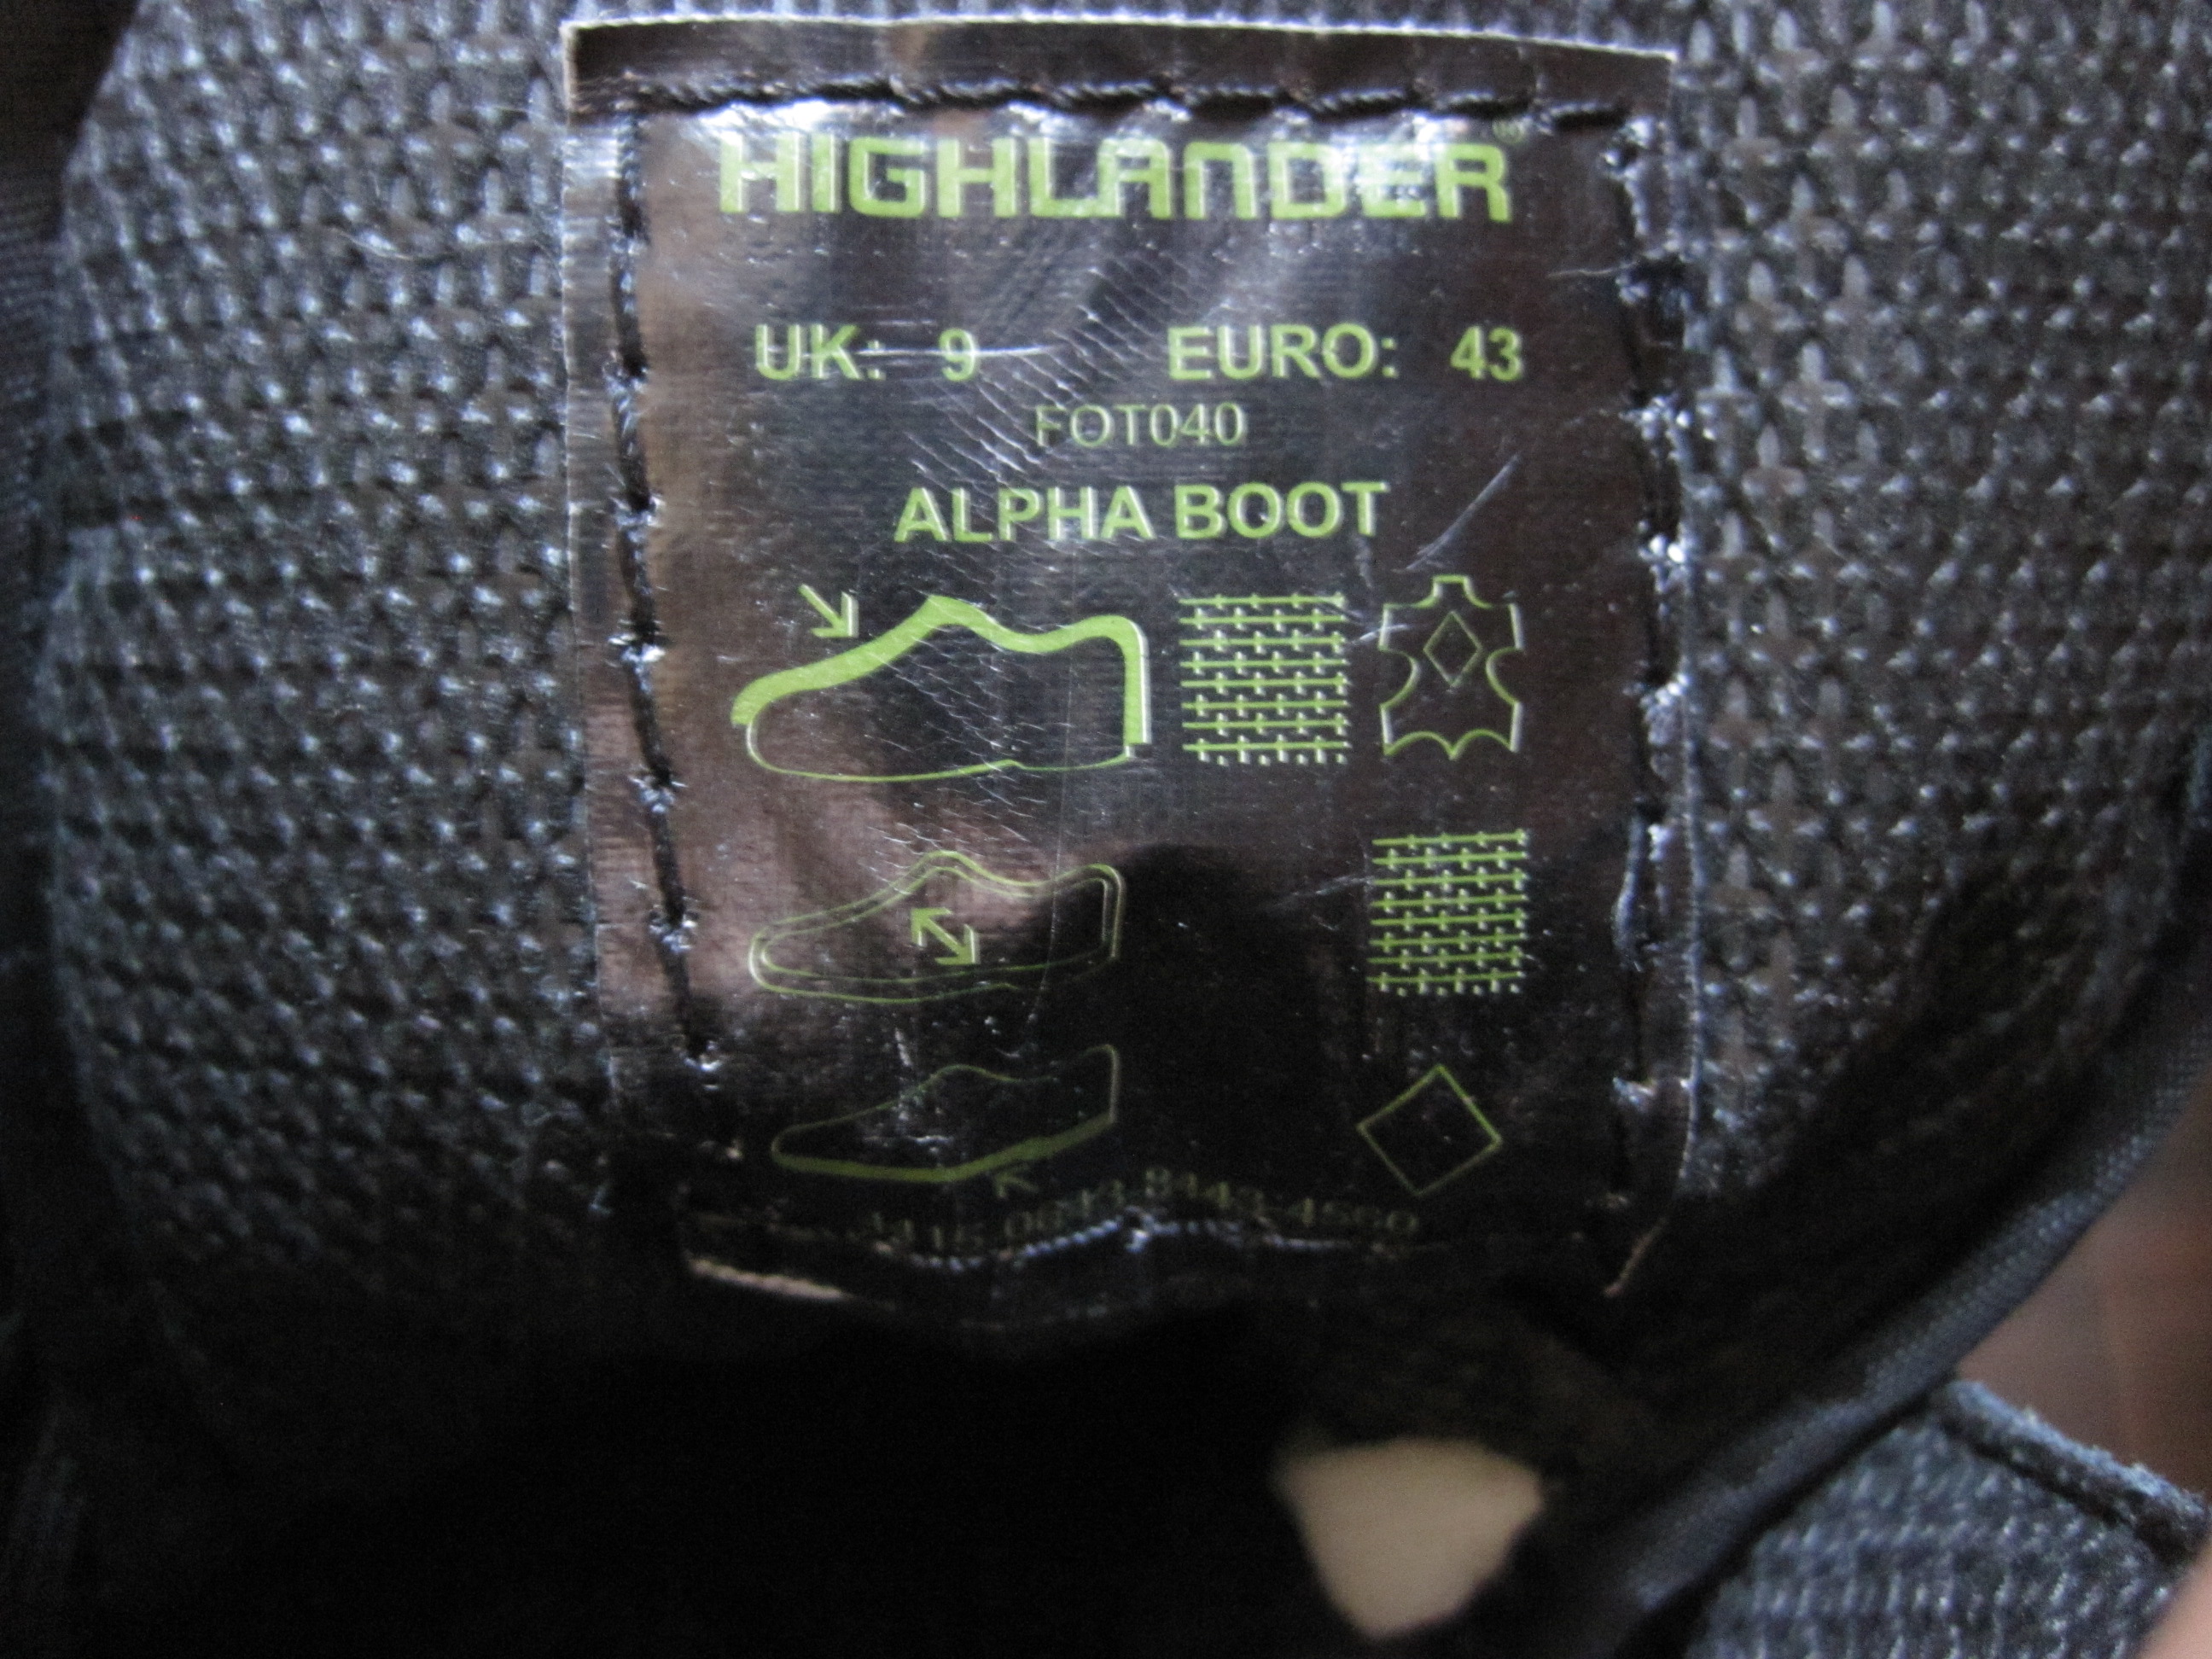 HIGHLANDER®
UK: 9 EURO: 43
FOT040
ALPHA BOOT